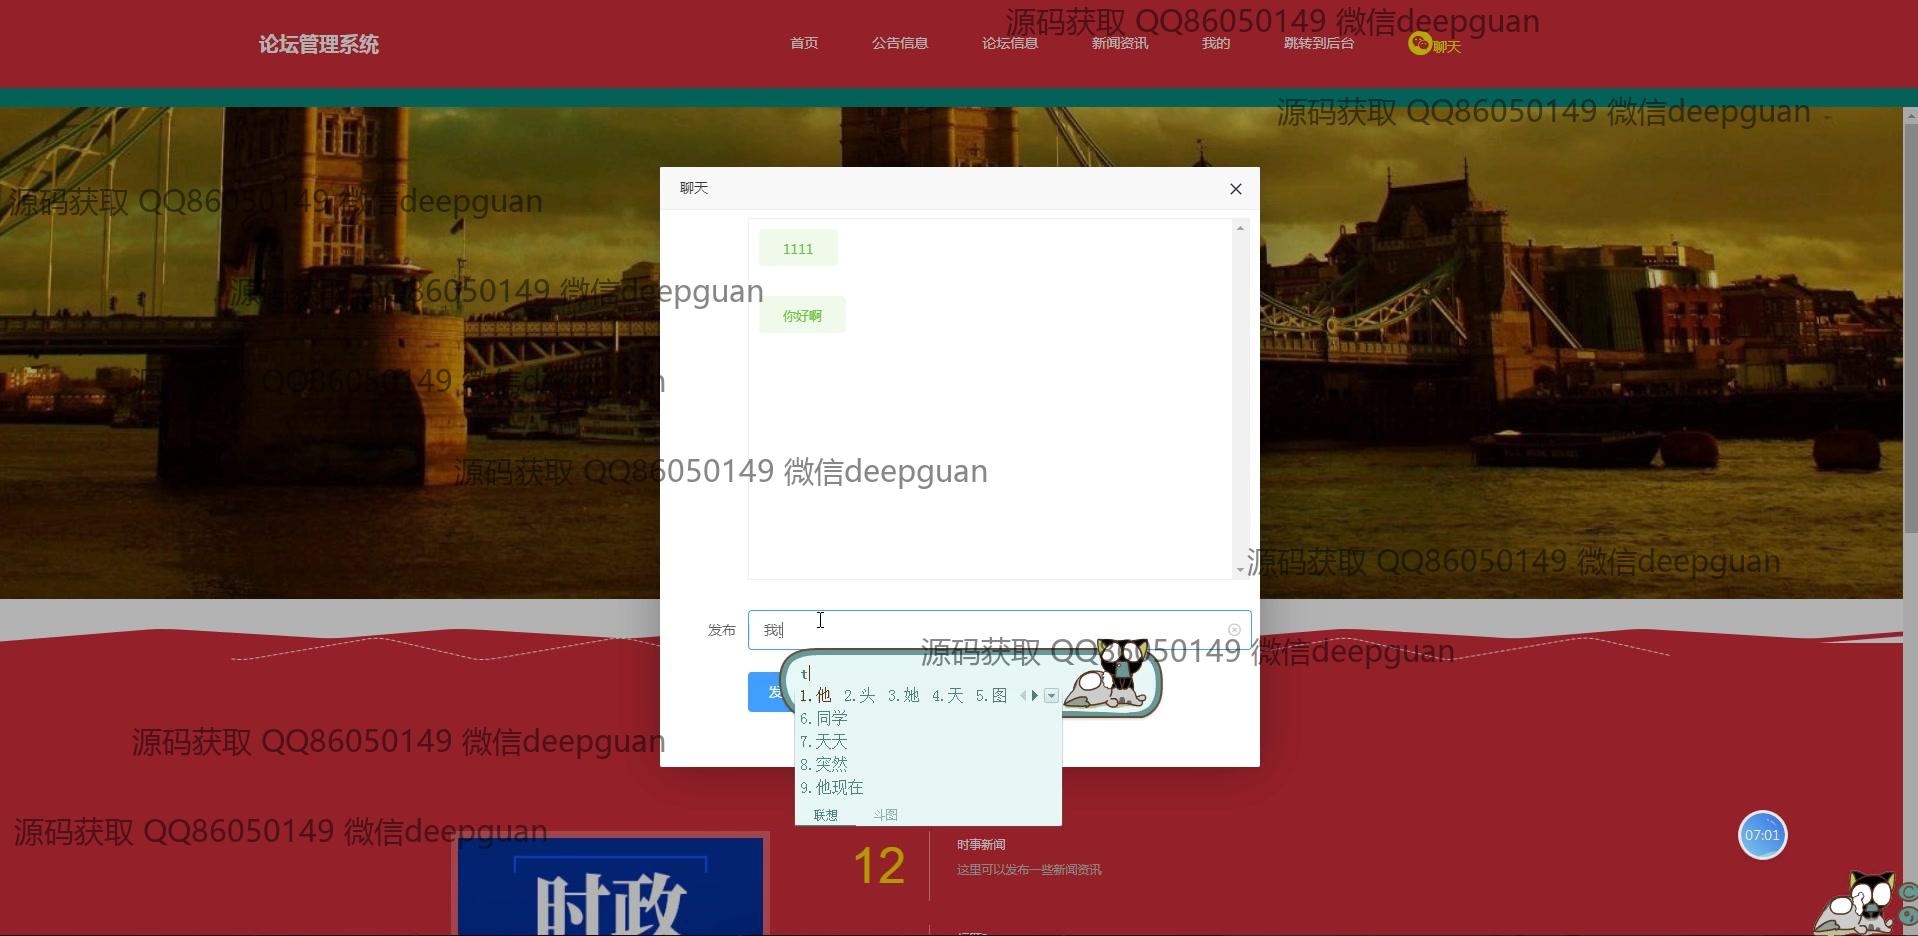 源码获取 QQ86050149 微信deepguan
论坛管理系统
首页
公告信息
论坛信息
新闻资讯
我的
跳转到后台
聊天
源码获取 QQ86050149 微信deepguan
聊天
源码获取 QQ86050149 微信deepguan
1111
源码获取 QQ86050149 微信deepguan
你好啊
源码获取 QQ86050149 微信deepguan
源码获取 QQ86050149 微信deepguan
源码获取 QQ86050149 微信deepguan
发布
我t
源码获取 QQ86050149 微信deepguan
t
发
1.他 2.头 3.她 4.天 5.图
6.同学
7.天天
8.突然
9.他现在
联想
斗图
源码获取 QQ86050149 微信deepguan
源码获取 QQ86050149 微信deepguan
07:01
时政
12
时事新闻
这里可以发布一些新闻资讯